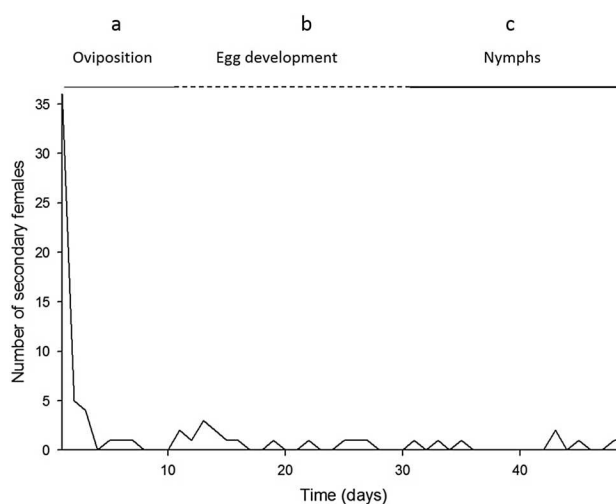 a b c
Oviposition Egg development Nymphs
35
30
25
20
15
10
5
0
Number of secondary females
10 20 30 40
Time (days)